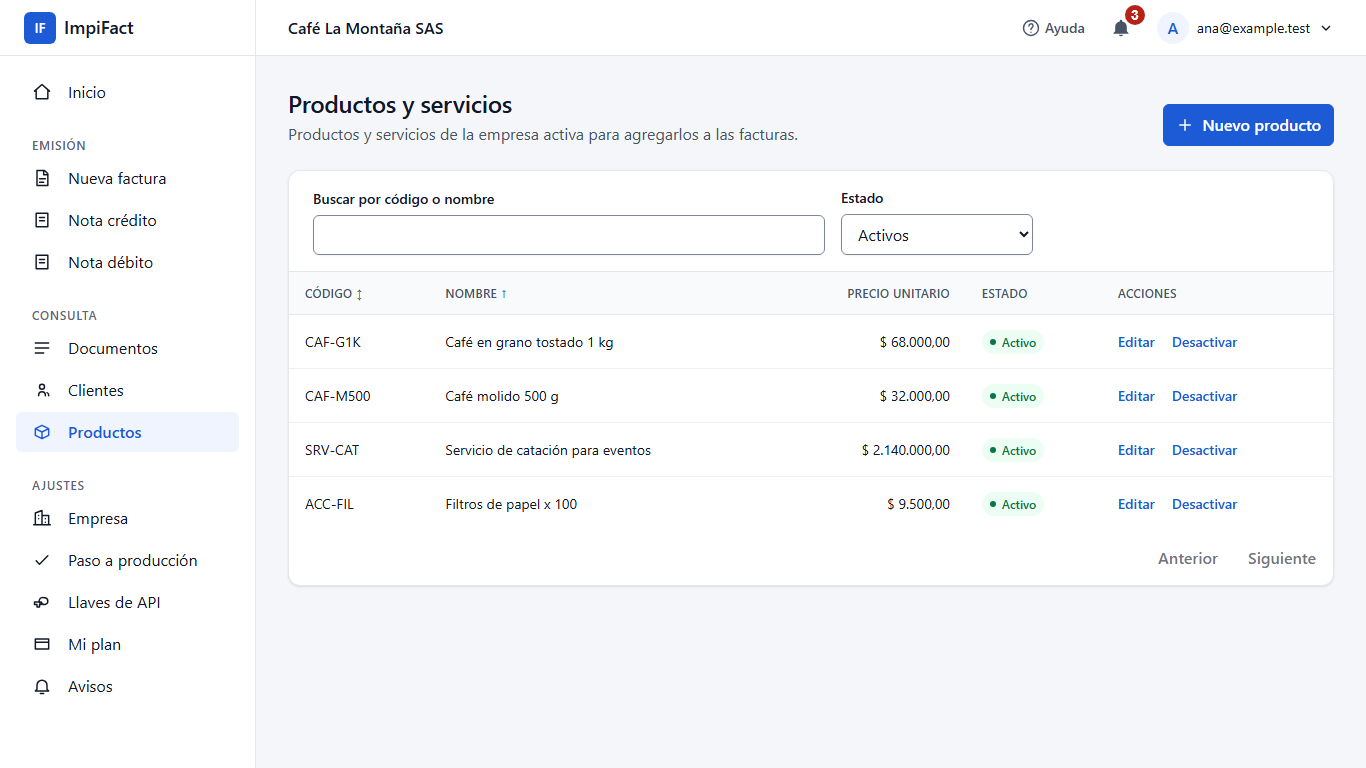 IF ImpiFact
Café La Montaña SAS
Ayuda
3
A
ana@example.test
Inicio
EMISIÓN
Nueva factura
Nota crédito
Nota débito
CONSULTA
Documentos
Clientes
Productos
AJUSTES
Empresa
Paso a producción
Llaves de API
Mi plan
Avisos
Productos y servicios
Productos y servicios de la empresa activa para agregarlos a las facturas.
+ Nuevo producto
Buscar por código o nombre
Estado
Activos
CÓDIGO ↕ NOMBRE ↑ PRECIO UNITARIO ESTADO ACCIONES
CAF-G1K Café en grano tostado 1 kg $ 68.000,00 Activo Editar Desactivar
CAF-M500 Café molido 500 g $ 32.000,00 Activo Editar Desactivar
SRV-CAT Servicio de catación para eventos $ 2.140.000,00 Activo Editar Desactivar
ACC-FIL Filtros de papel x 100 $ 9.500,00 Activo Editar Desactivar
Anterior Siguiente